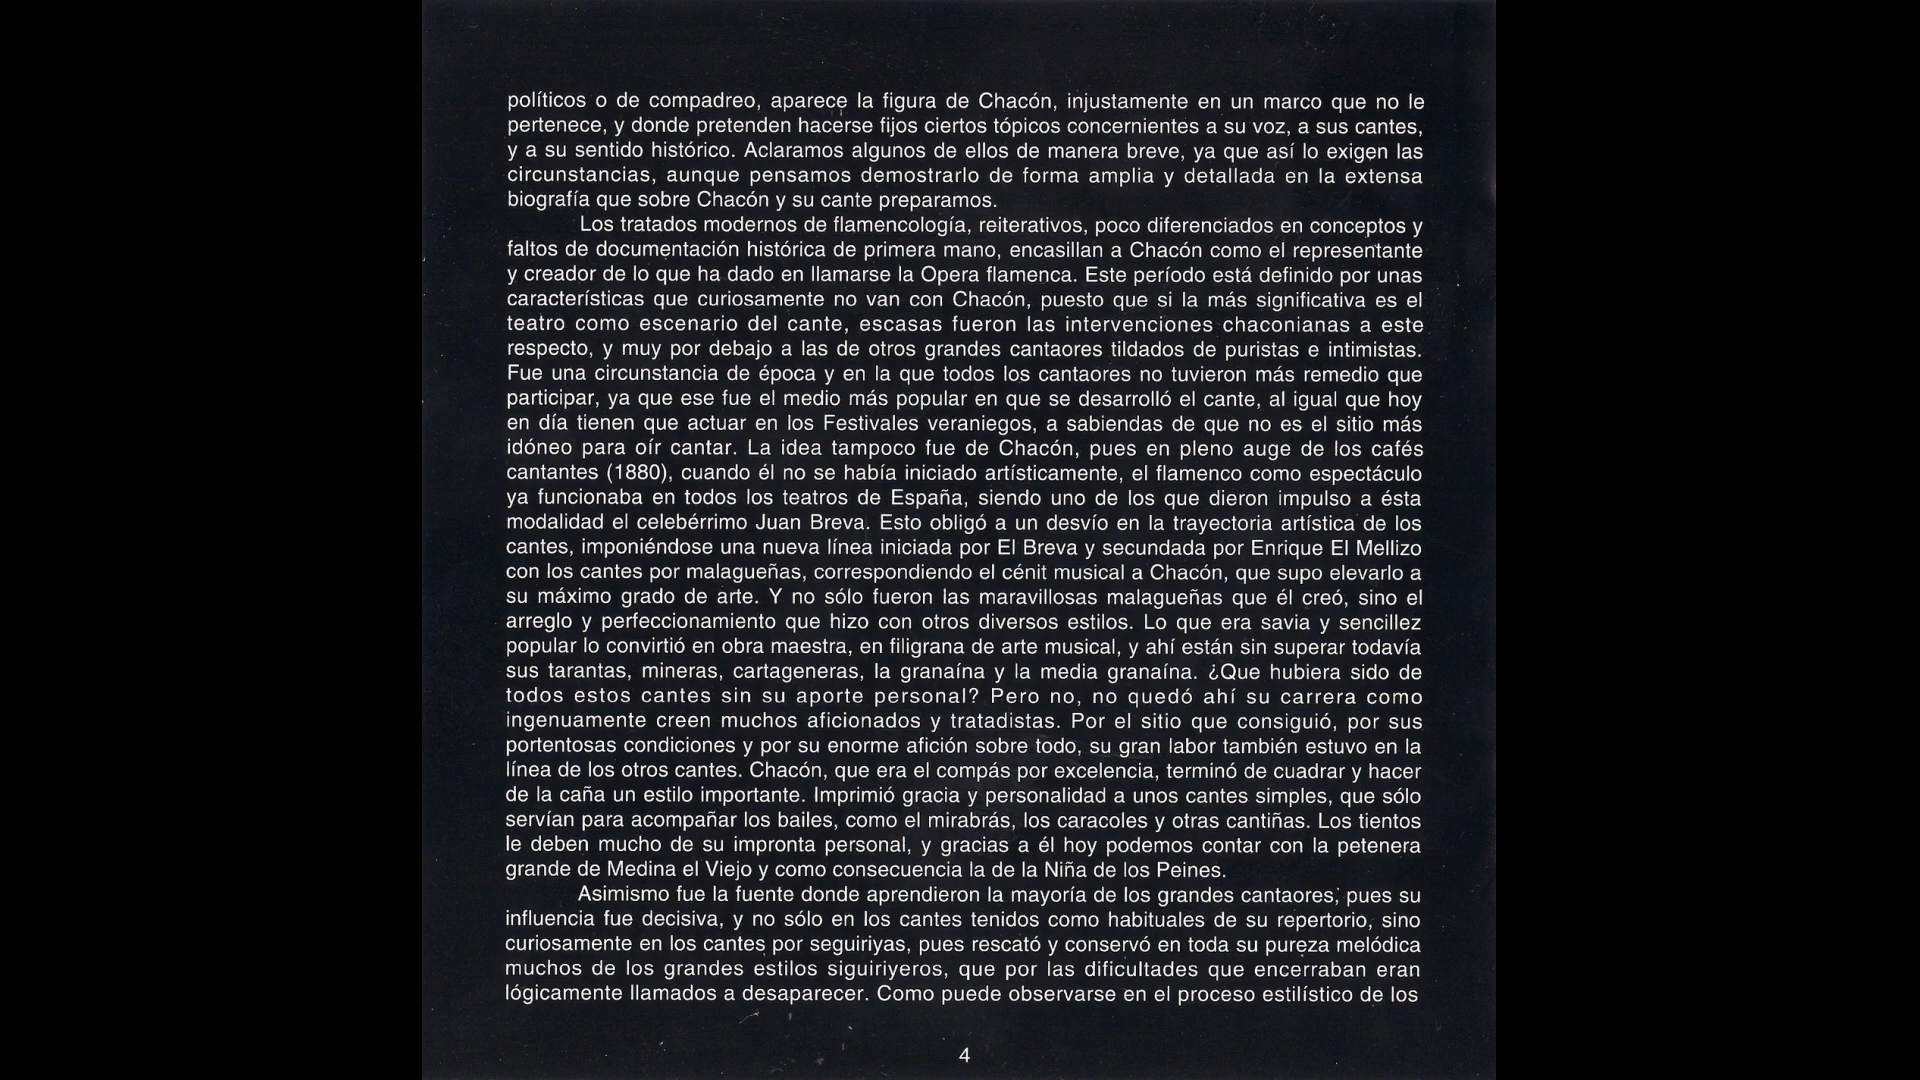 políticos o de compadreo, aparece la figura de Chacón, injustamente en un marco que no le
pertenece, y donde pretenden hacerse fijos ciertos tópicos concernientes a su voz, a sus cantes,
y a su sentido histórico. Aclaramos algunos de ellos de manera breve, ya que así lo exigen las
circunstancias, aunque pensamos demostrarlo de forma amplia y detallada en la extensa
biografía que sobre Chacón y su cante preparamos.
Los tratados modernos de flamencología, reiterativos, poco diferenciados en conceptos y
faltos de documentación histórica de primera mano, encasillan a Chacón como el representante
y creador de lo que ha dado en llamarse la Opera flamenca. Este período está definido por unas
características que curiosamente no van con Chacón, puesto que si la más significativa es el
teatro como escenario del cante, escasas fueron las intervenciones chaconianas a este
respecto, y muy por debajo a las de otros grandes cantaores tildados de puristas e intimistas.
Fue una circunstancia de época y en la que todos los cantaores no tuvieron más remedio que
participar, ya que ese fue el medio más popular en que se desarrolló el cante, al igual que hoy
en día tienen que actuar en los Festivales veraniegos, a sabiendas de que no es el sitio más
idóneo para oír cantar. La idea tampoco fue de Chacón, pues en pleno auge de los cafés
cantantes (1880), cuando él no se había iniciado artísticamente, el flamenco como espectáculo
ya funcionaba en todos los teatros de España, siendo uno de los que dieron impulso a ésta
modalidad el celebérrimo Juan Breva. Esto obligó a un desvío en la trayectoria artística de los
cantes, imponiéndose una nueva línea iniciada por El Breva y secundada por Enrique El Mellizo
con los cantes por malagueñas, correspondiendo el cénit musical a Chacón, que supo elevarlo a
su máximo grado de arte. Y no sólo fueron las maravillosas malagueñas que él creó, sino el
arreglo y perfeccionamiento que hizo con otros diversos estilos. Lo que era savia y sencillez
popular lo convirtió en obra maestra, en filigrana de arte musical, y ahí están sin superar todavía
sus tarantas, mineras, cartageneras, la granaína y la media granaína. ¿Que hubiera sido de
todos estos cantes sin su aporte personal? Pero no, no quedó ahí su carrera como
ingenuamente creen muchos aficionados y tratadistas. Por el sitio que consiguió, por sus
portentosas condiciones y por su enorme afición sobre todo, su gran labor también estuvo en la
línea de los otros cantes. Chacón, que era el compás por excelencia, terminó de cuadrar y hacer
de la caña un estilo importante. Imprimió gracia y personalidad a unos cantes simples, que sólo
servían para acompañar los bailes, como el mirabrás, los caracoles y otras cantiñas. Los tientos
le deben mucho de su impronta personal, y gracias a él hoy podemos contar con la petenera
grande de Medina el Viejo y como consecuencia la de la Niña de los Peines.
Asimismo fue la fuente donde aprendieron la mayoría de los grandes cantaores, pues su
influencia fue decisiva, y no sólo en los cantes tenidos como habituales de su repertorio, sino
curiosamente en los cantes por seguiriyas, pues rescató y conservó en toda su pureza melódica
muchos de los grandes estilos siguiriyeros, que por las dificultades que encerraban eran
lógicamente llamados a desaparecer. Como puede observarse en el proceso estilístico de los
4